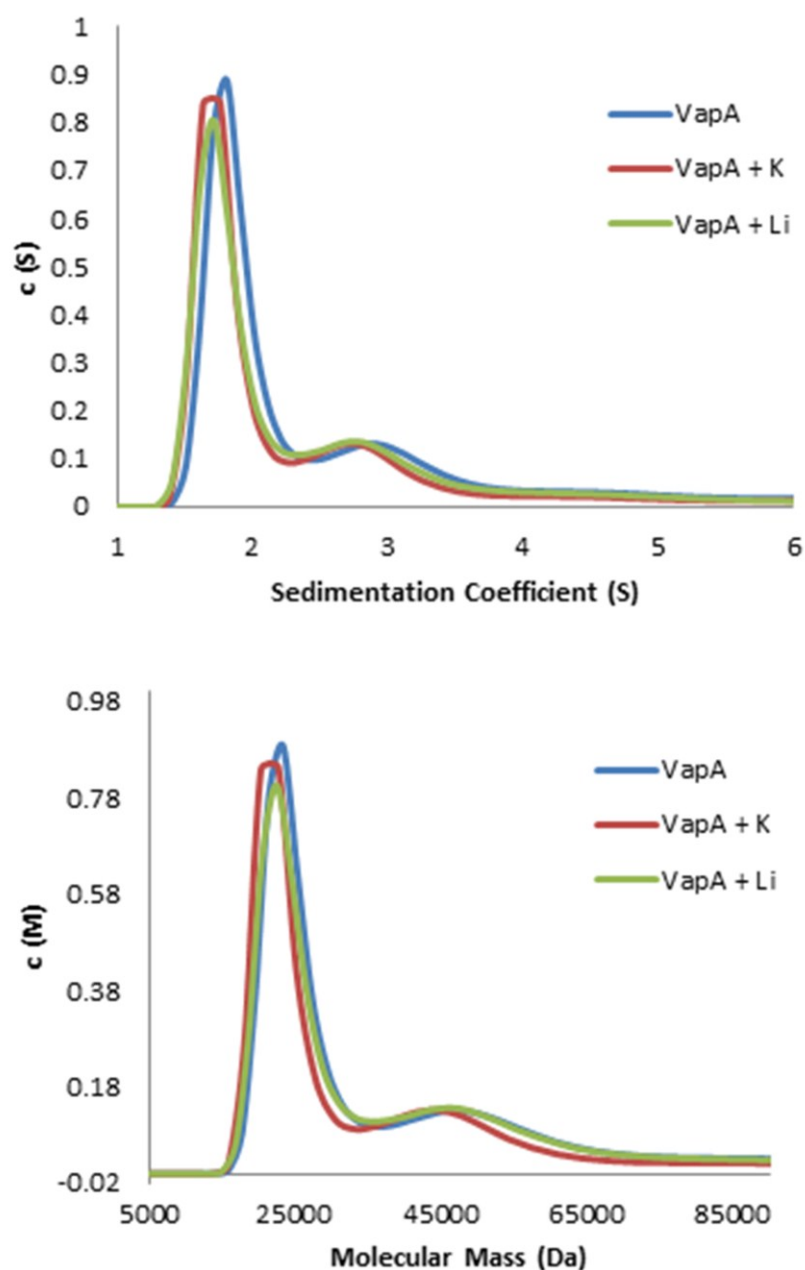 1
0.9
0.8
0.7
0.6
0.5
0.4
0.3
0.2
0.1
0
c (S)
VapA
VapA + K
VapA + Li
1 2 3 4 5 6
Sedimentation Coefficient (S)
0.98
0.78
0.58
0.38
0.18
-0.02
c (M)
VapA
VapA + K
VapA + Li
5000 25000 45000 65000 85000
Molecular Mass (Da)